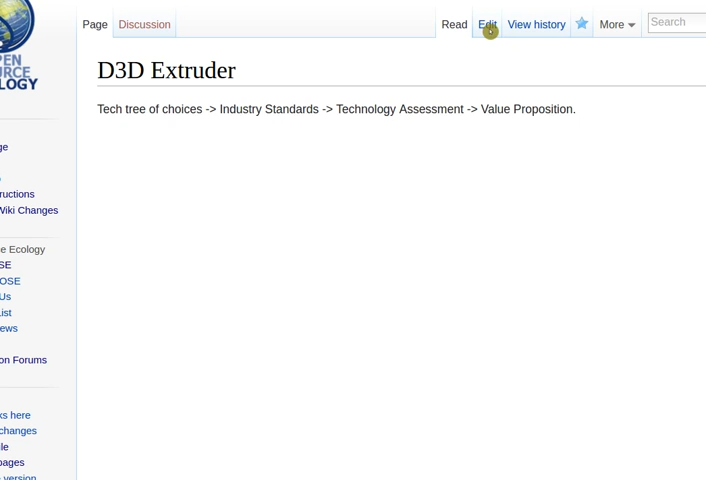 Page Discussion Read Edit View history More Search
PEN
RCE
LOGY
D3D Extruder
Tech tree of choices -> Industry Standards -> Technology Assessment -> Value Proposition.
ge
ructions
Wiki Changes
e Ecology
SE
OSE
Us
ist
ews
on Forums
ks here
changes
le
pages
version